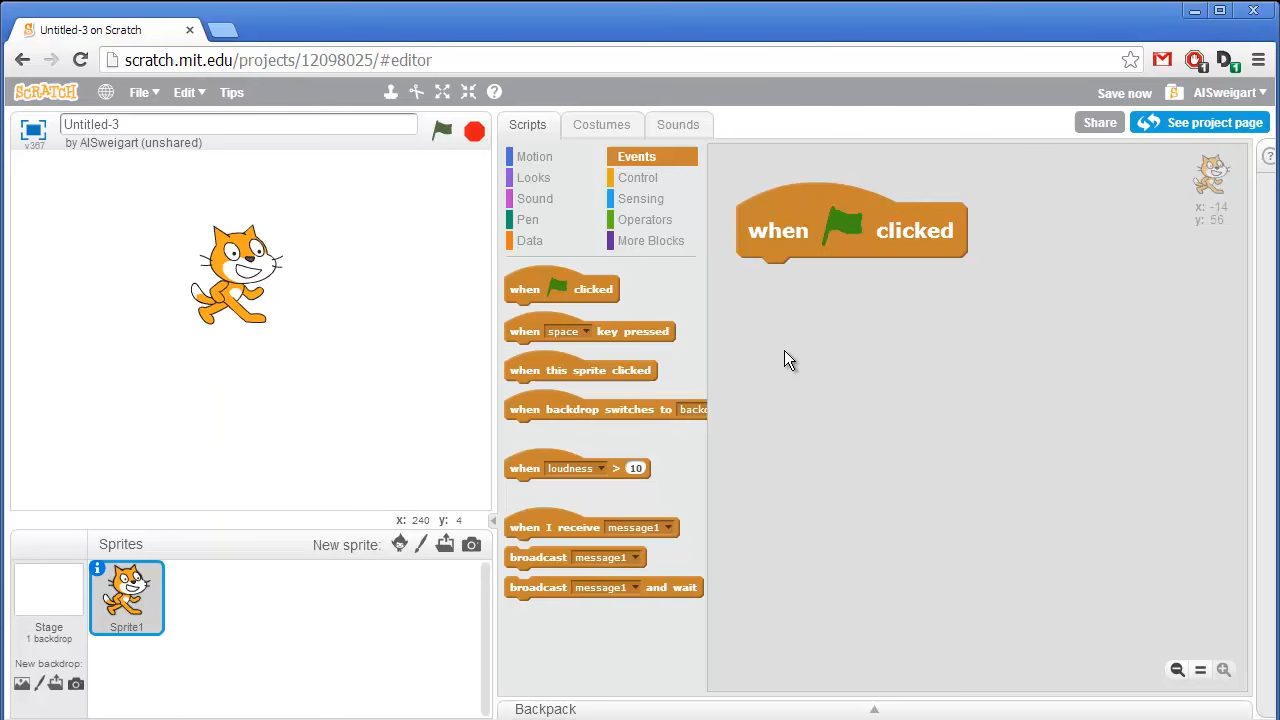 Untitled-3 on Scratch
scratch.mit.edu/projects/12098025/#editor
1
1
SCRATCH
File
Edit
Tips
Save now
AlSweigart
Untitled-3
by AlSweigart (unshared)
v367
Scripts
Costumes
Sounds
Share
See project page
Motion
Events
Looks
Control
Sound
Sensing
Pen
Operators
Data
More Blocks
when clicked
when space key pressed
when this sprite clicked
when backdrop switches to backd
when loudness > 10
when I receive message1
broadcast message1
broadcast message1 and wait
when clicked
x: -14
y: 56
x: 240 y: 4
Sprites
New sprite:
Sprite1
Stage
1 backdrop
New backdrop:
Backpack